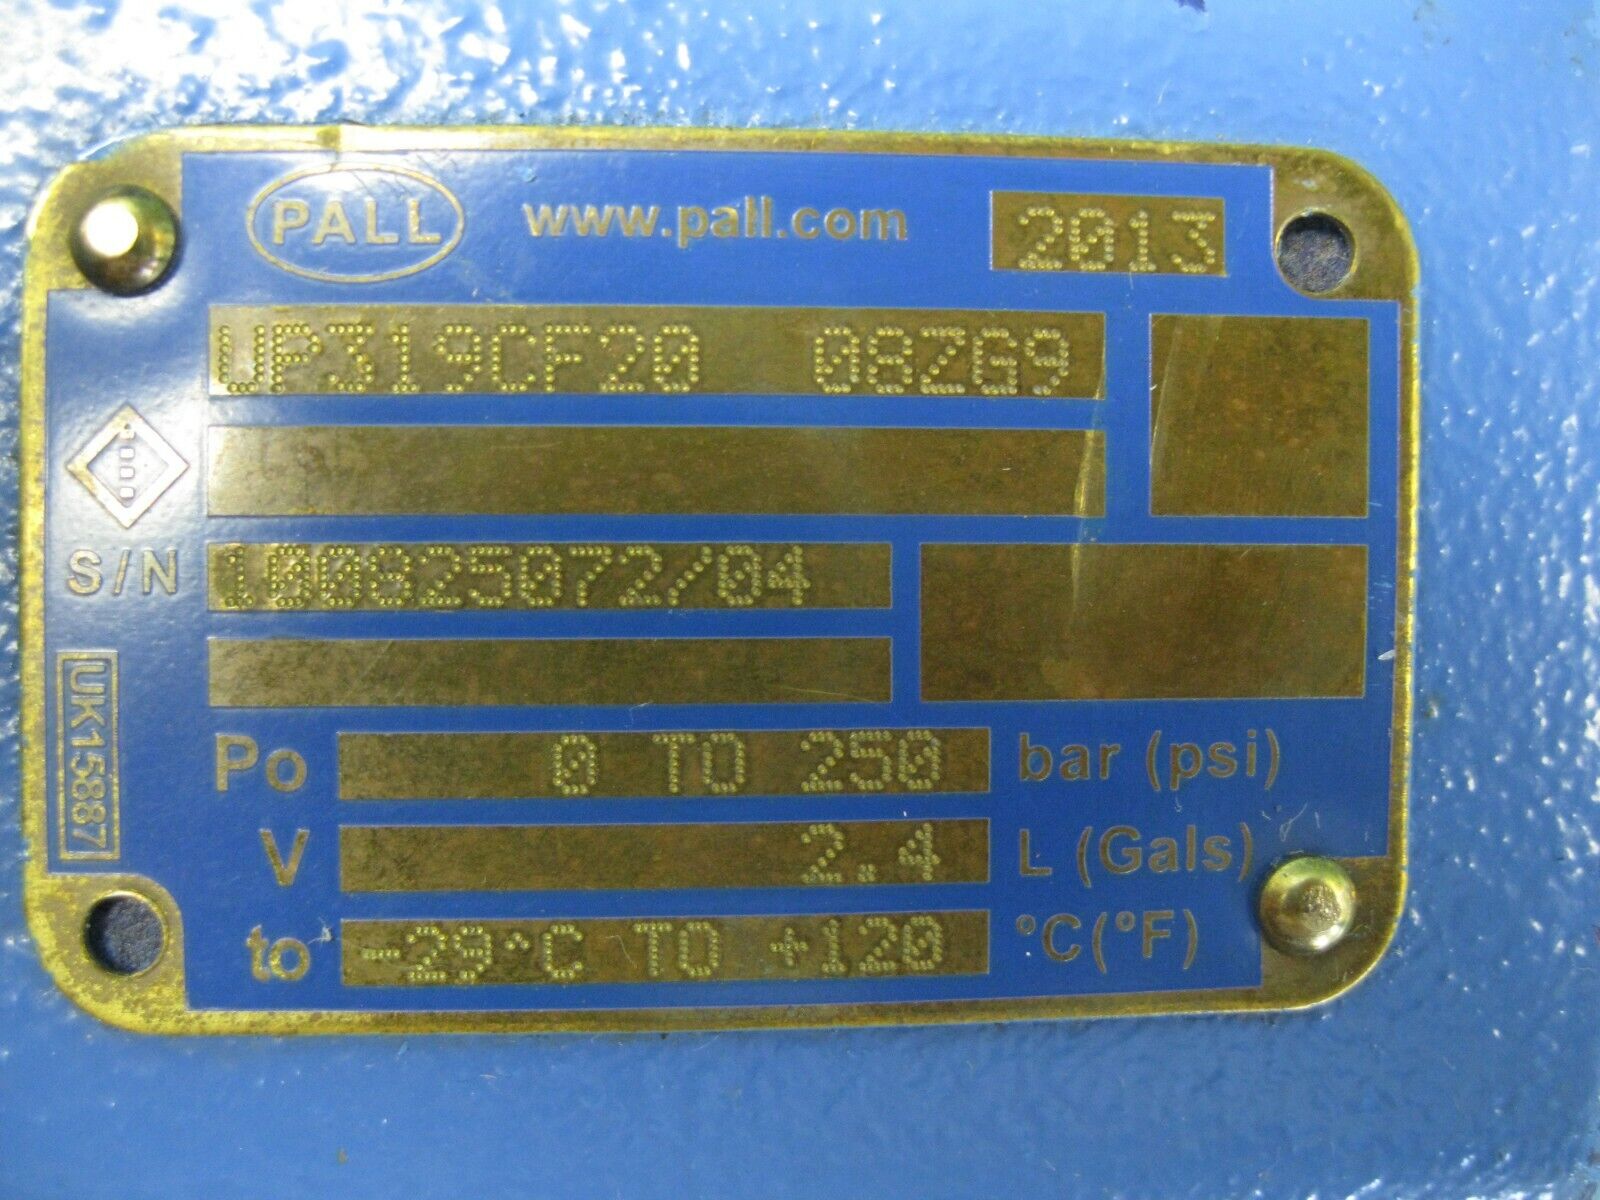 PALL www.pall.com 2013
UP319CF20 08ZG9
S/N 100825072/04
UK15887
Po 0 TO 250 bar (psi)
V 2.4 L (Gals)
to -29°C TO +120 °C(°F)